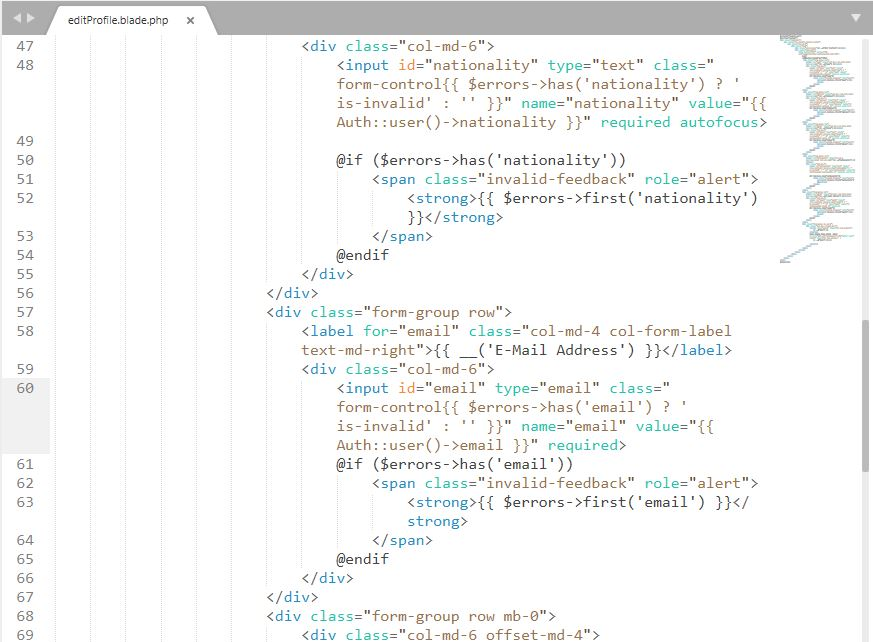 editProfile.blade.php ×
47 <div class="col-md-6">
48 <input id="nationality" type="text" class="
form-control{{ $errors->has('nationality') ? '
is-invalid' : '' }}" name="nationality" value="{{
Auth::user()->nationality }}" required autofocus>
49
50 @if ($errors->has('nationality'))
51 <span class="invalid-feedback" role="alert">
52 <strong>{{ $errors->first('nationality')
}}</strong>
53 </span>
54 @endif
55 </div>
56 </div>
57 <div class="form-group row">
58 <label for="email" class="col-md-4 col-form-label
text-md-right">{{ __('E-Mail Address') }}</label>
59 <div class="col-md-6">
60 <input id="email" type="email" class="
form-control{{ $errors->has('email') ? '
is-invalid' : '' }}" name="email" value="{{
Auth::user()->email }}" required>
61 @if ($errors->has('email'))
62 <span class="invalid-feedback" role="alert">
63 <strong>{{ $errors->first('email') }}</
strong>
64 </span>
65 @endif
66 </div>
67 </div>
68 <div class="form-group row mb-0">
69 <div class="col-md-6 offset-md-4">